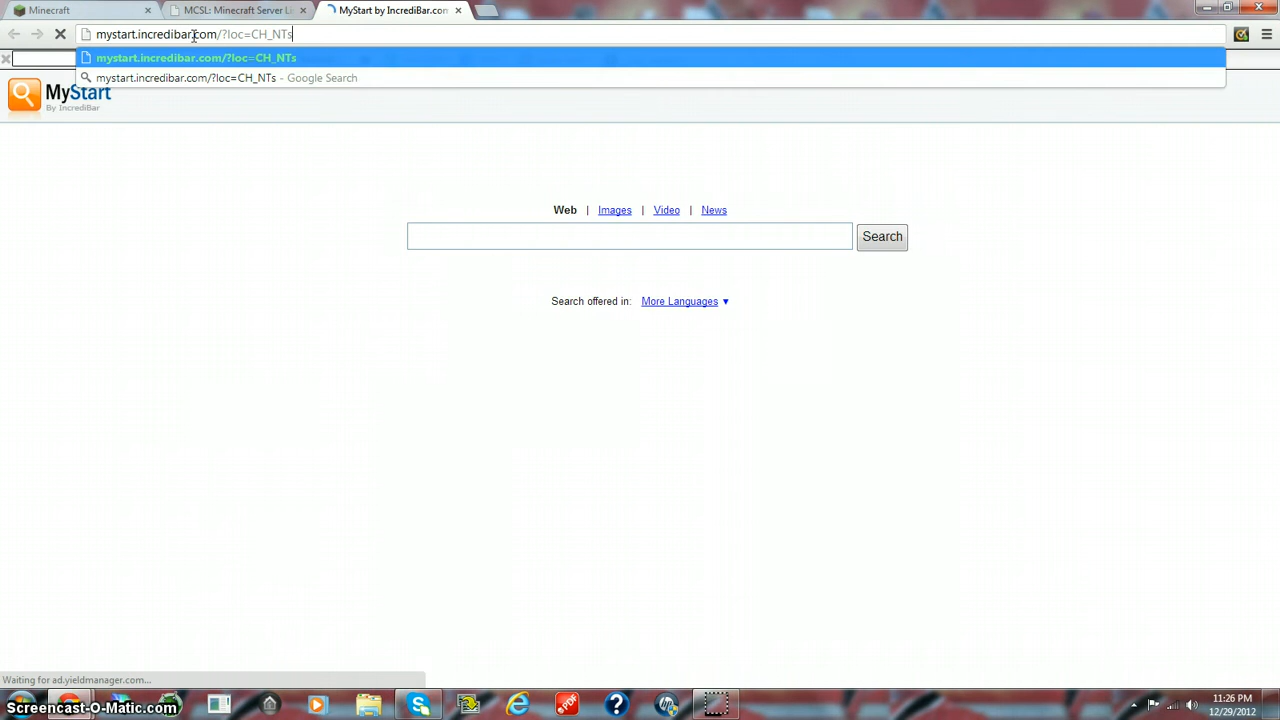 Minecraft
MCSL: Minecraft Server Li
MyStart by IncrediBar.com
mystart.incredibar.com/?loc=CH_NTs
mystart.incredibar.com/?loc=CH_NTs
mystart.incredibar.com/?loc=CH_NTs - Google Search
MyStart
By IncrediBar
Web | Images | Video | News
Search
Search offered in: More Languages ▼
Waiting for ad.yieldmanager.com...
PDF
hp
11:26 PM
12/29/2012
Screencast-O-Matic.com